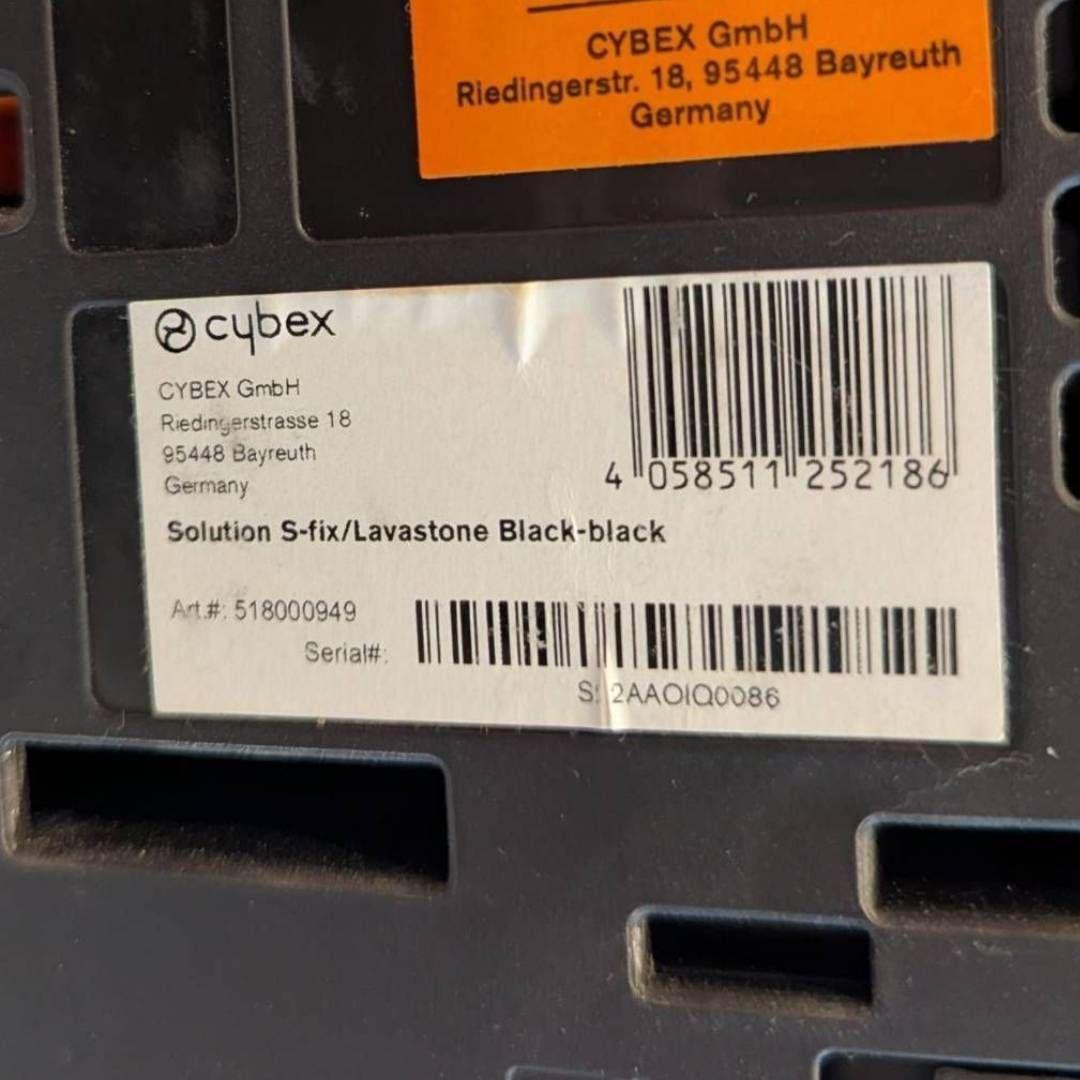 CYBEX GmbH
Riedingerstr. 18, 95448 Bayreuth
Germany
cybex
CYBEX GmbH
Riedingerstrasse 18
95448 Bayreuth
Germany
4 058511 252186
Solution S-fix/Lavastone Black-black
Art.#: 518000949
Serial#: